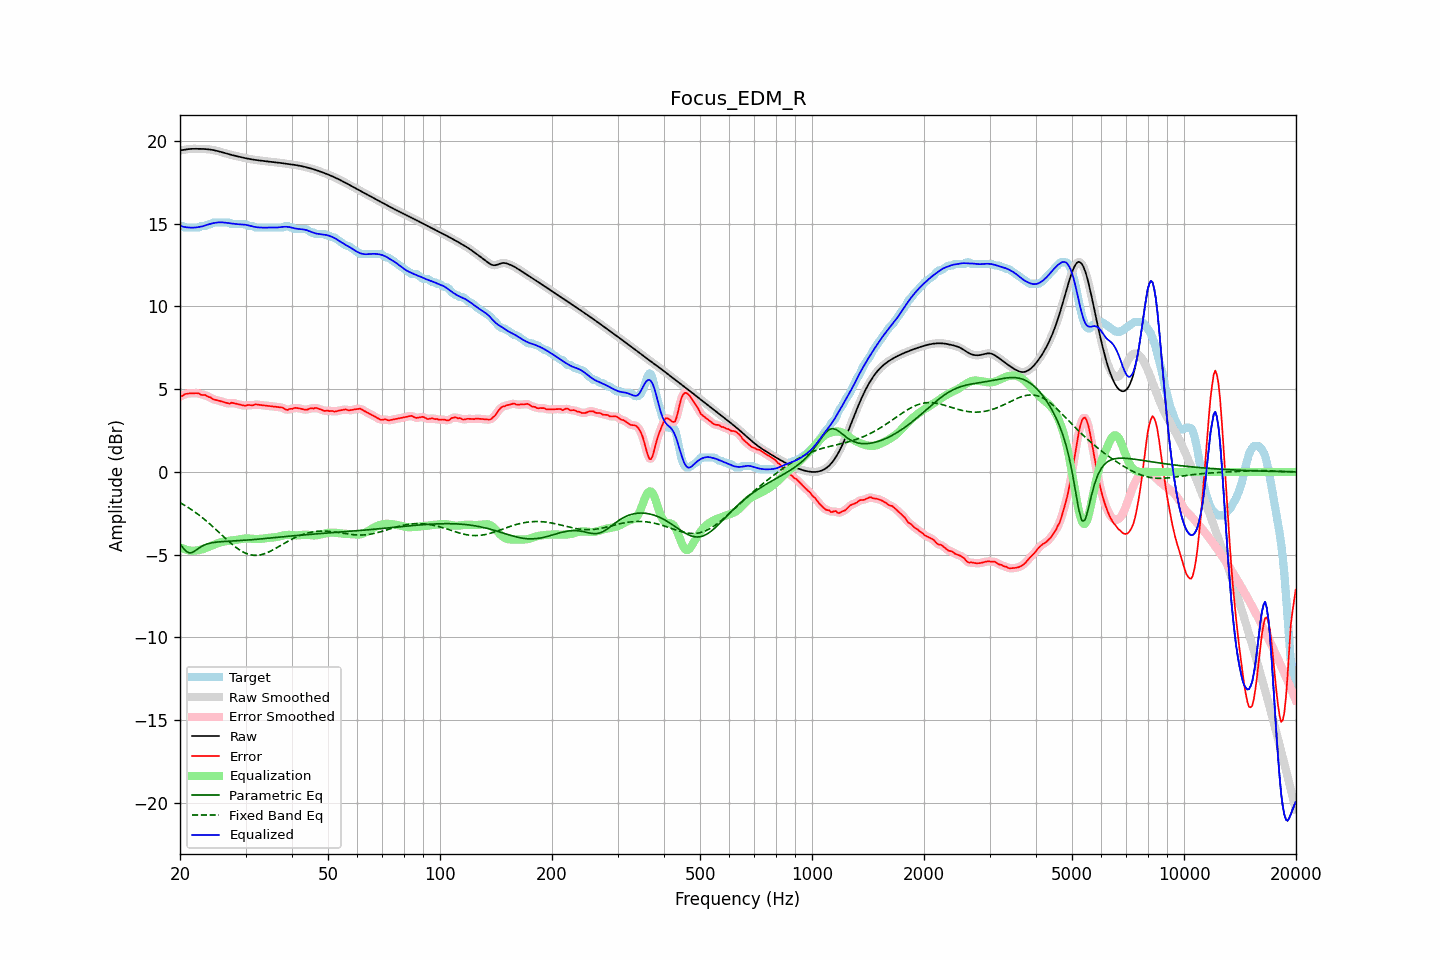 Focus_EDM_R
Amplitude (dBr)
20
15
10
5
0
−5
−10
−15
−20
Target
Raw Smoothed
Error Smoothed
Raw
Error
Equalization
Parametric Eq
Fixed Band Eq
Equalized
20 50 100 200 500 1000 2000 5000 10000 20000
Frequency (Hz)